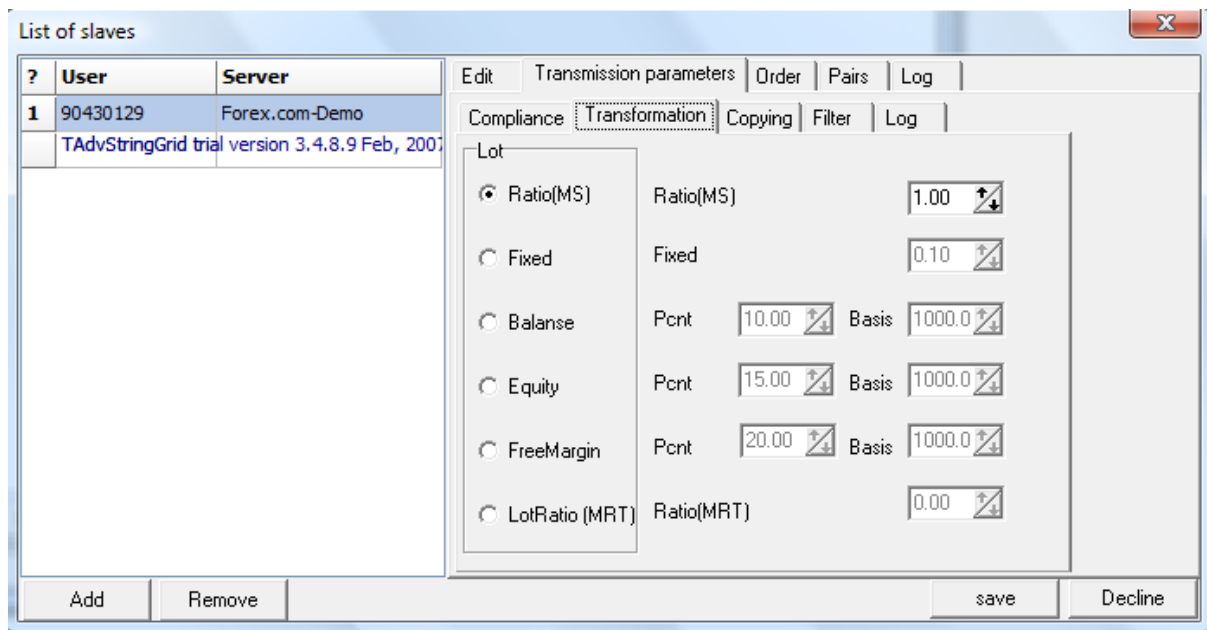 List of slaves
? User Server
1 90430129 Forex.com-Demo
TAdvStringGrid trial version 3.4.8.9 Feb, 2007
Edit Transmission parameters Order Pairs Log
Compliance Transformation Copying Filter Log
Lot
Ratio(MS) Ratio(MS) 1.00
Fixed Fixed 0.10
Balanse Pcnt 10.00 Basis 1000.0
Equity Pcnt 15.00 Basis 1000.0
FreeMargin Pcnt 20.00 Basis 1000.0
LotRatio (MRT) Ratio(MRT) 0.00
Add Remove save Decline